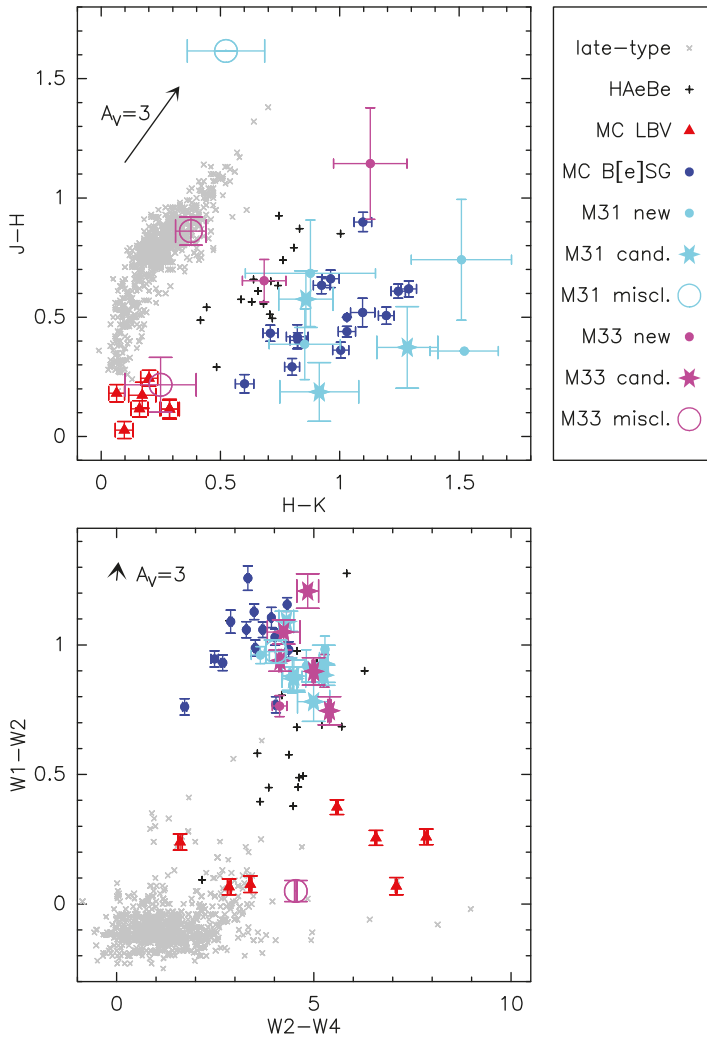 1.5
1
0.5
0
J−H
A_V=3
0
0.5
1
1.5
H−K
late−type
HAeBe
MC LBV
MC B[e]SG
M31 new
M31 cand.
M31 miscl.
M33 new
M33 cand.
M33 miscl.
A_V=3
1
0.5
0
W1−W2
0
5
10
W2−W4